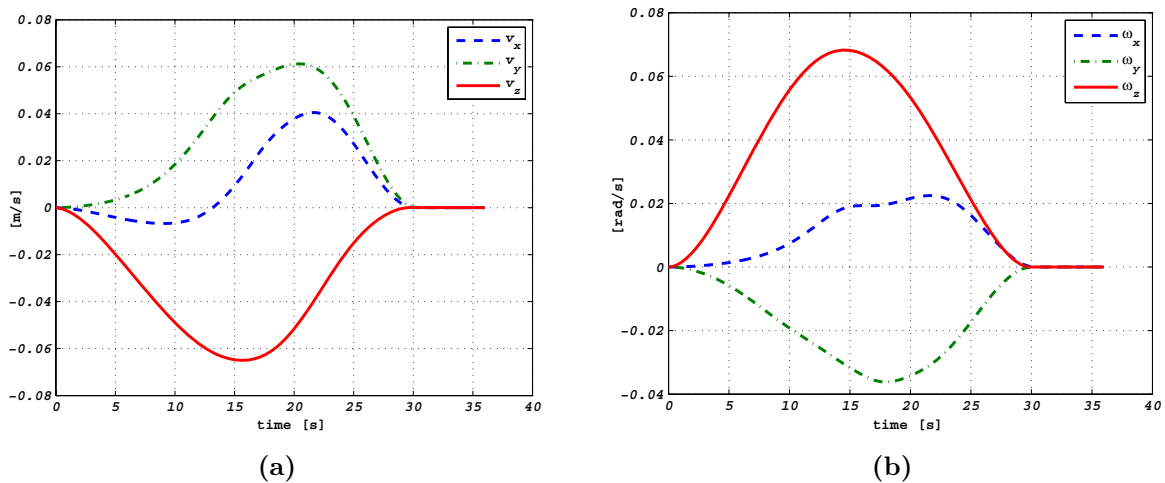 0.08
0.06
0.04
0.02
0
-0.02
-0.04
-0.06
-0.08
[m/s]
0 5 10 15 20 25 30 35 40
time [s]
v_x
v_y
v_z
(a)
0.08
0.06
0.04
0.02
0
-0.02
-0.04
[rad/s]
0 5 10 15 20 25 30 35 40
time [s]
ω_x
ω_y
ω_z
(b)